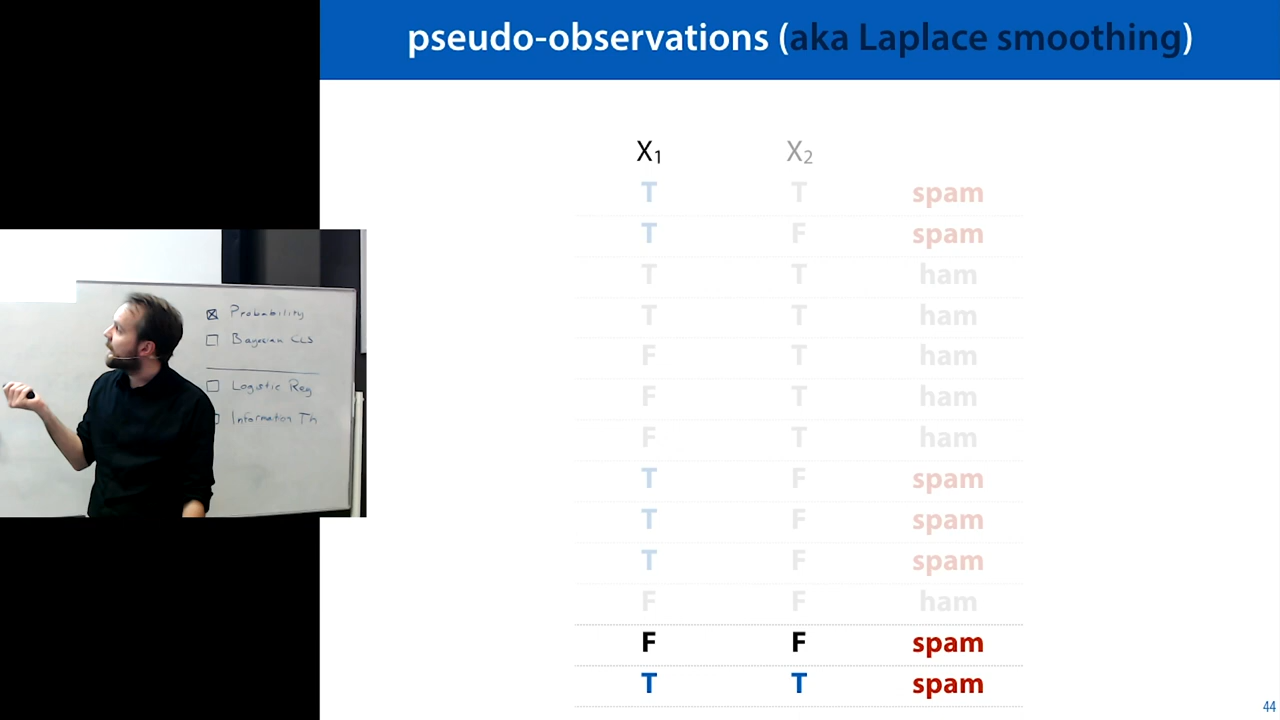 pseudo-observations (aka Laplace smoothing)
X₁ X₂
T T spam
T F spam
T T ham
T T ham
F T ham
F T ham
F T ham
T F spam
T F spam
T F spam
F F ham
F F spam
T T spam
44
Probability
Bayesian CLS
Logistic Reg
Information Th